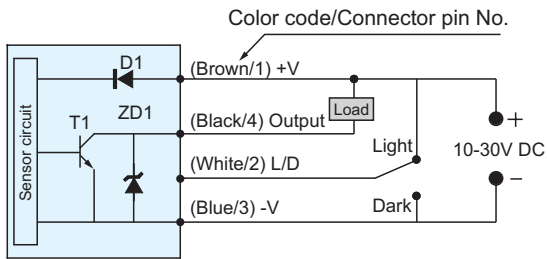 Color code/Connector pin No.
D1
(Brown/1) +V
T1
ZD1
Load
(Black/4) Output
+
Sensor circuit
Light
10-30V DC
(White/2) L/D
−
Dark
(Blue/3) -V